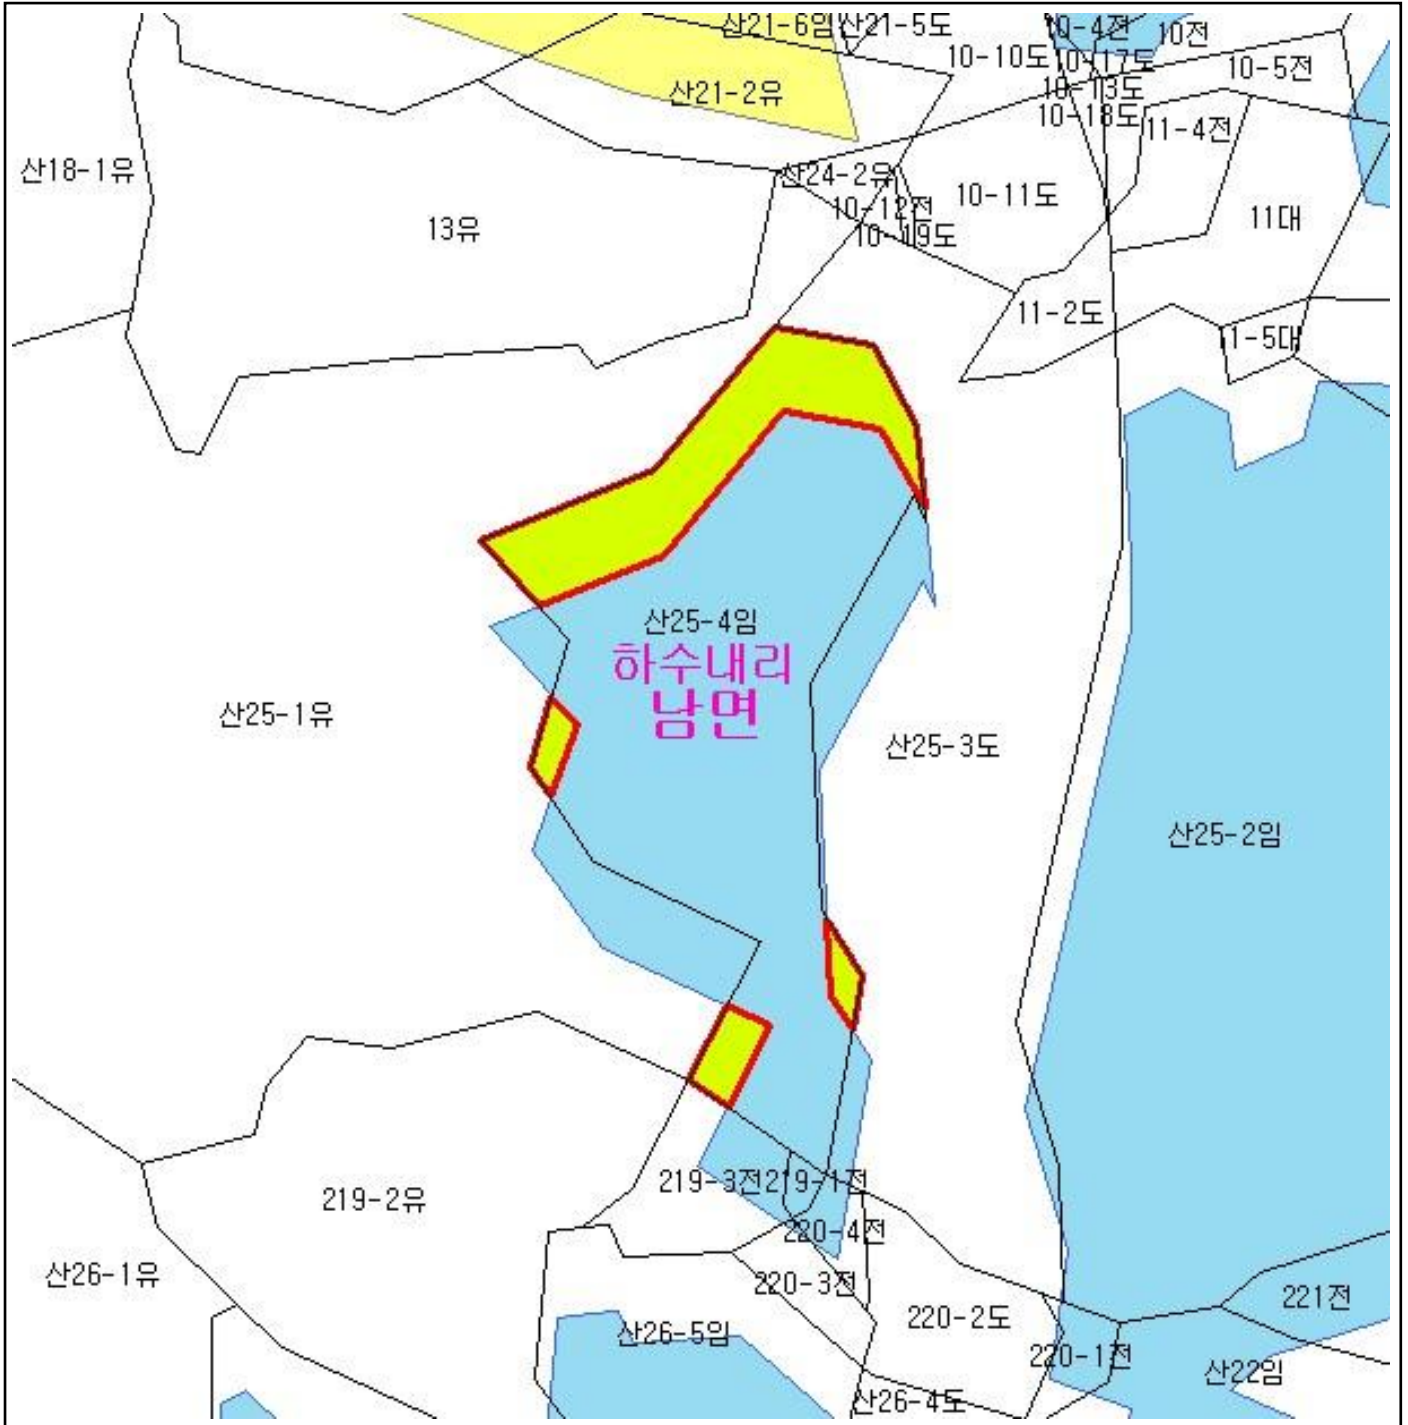 산21-6임 산21-5도
10-4전
10전
10-10도 10-17도
10-5전
산21-2유
10-13도
10-18도
11-4전
산18-1유
산24-2유
10-12전
10-11도
11대
13유
10-19도
11-2도
11-5대
산25-4임
하수내리
남면
산25-1유
산25-3도
산25-2임
219-3전 219-1전
219-2유
220-4전
산26-1유
220-3전
221전
220-2도
산26-5임
220-1전
산22임
산26-4도